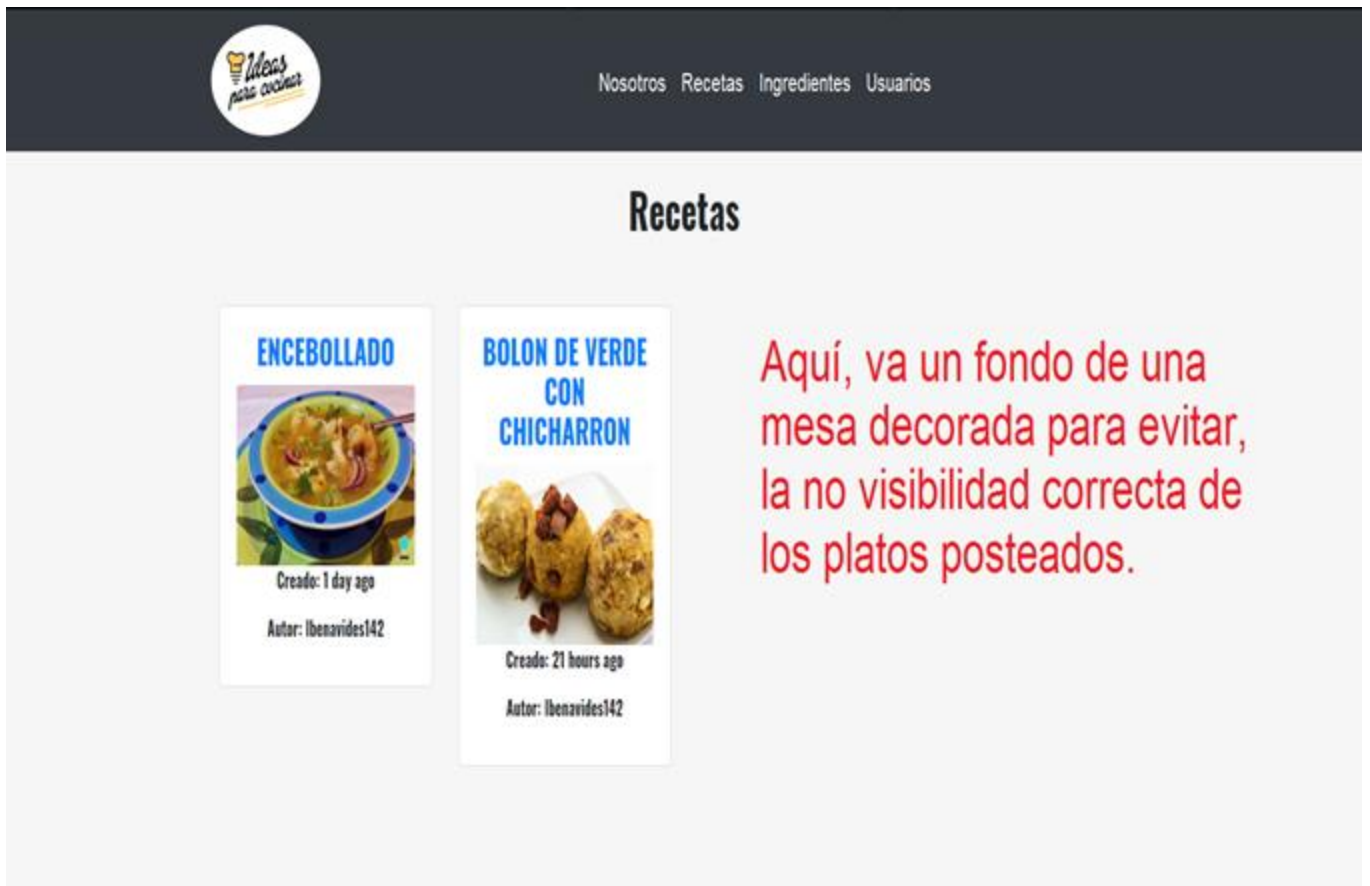 Ideas
para cocinar
Nosotros Recetas Ingredientes Usuarios
Recetas
ENCEBOLLADO
Creado: 1 day ago
Autor: lbenavides142
BOLON DE VERDE
CON
CHICHARRON
Creado: 21 hours ago
Autor: lbenavides142
Aquí, va un fondo de una
mesa decorada para evitar,
la no visibilidad correcta de
los platos posteados.